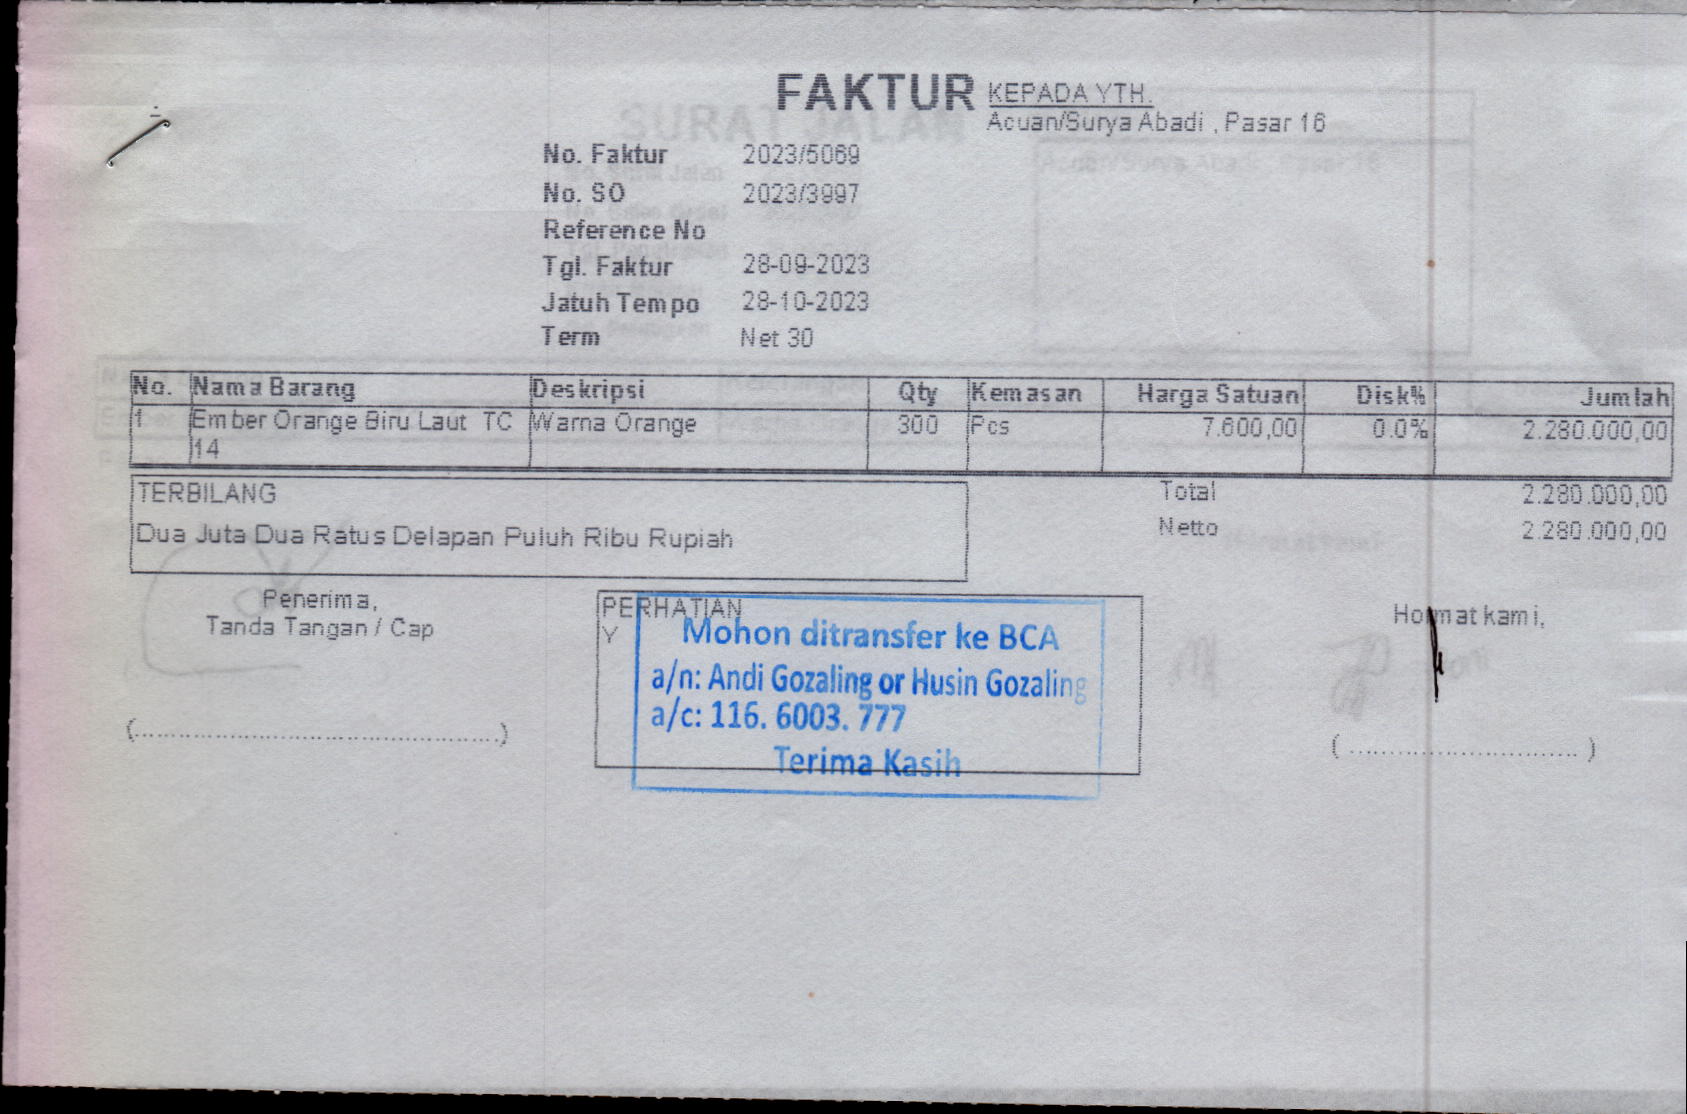 FAKTUR
KEPADA YTH.
Acuan/Surya Abadi , Pasar 16
No. Faktur 2023/5069
No. SO 2023/3997
Reference No
Tgl. Faktur 28-09-2023
Jatuh Tempo 28-10-2023
Term Net 30
No. Nama Barang Deskripsi Qty Kemasan Harga Satuan Disk% Jumlah
1 Ember Orange Biru Laut TC Warna Orange 300 Pcs 7.600,00 0.0% 2.280.000,00
14
TERBILANG
Dua Juta Dua Ratus Delapan Puluh Ribu Rupiah
Total 2.280.000,00
Netto 2.280.000,00
Penerima,
Tanda Tangan / Cap
(..................................................)
PERHATIAN
Y
Mohon ditransfer ke BCA
a/n: Andi Gozaling or Husin Gozaling
a/c: 116. 6003. 777
Terima Kasih
Hormat kami,
( ............................. )
SURAT JALAN